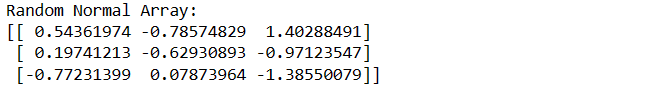 Random Normal Array:
[[ 0.54361974 -0.78574829  1.40288491]
 [ 0.19741213 -0.62930893 -0.97123547]
 [-0.77231399  0.07873964 -1.38550079]]